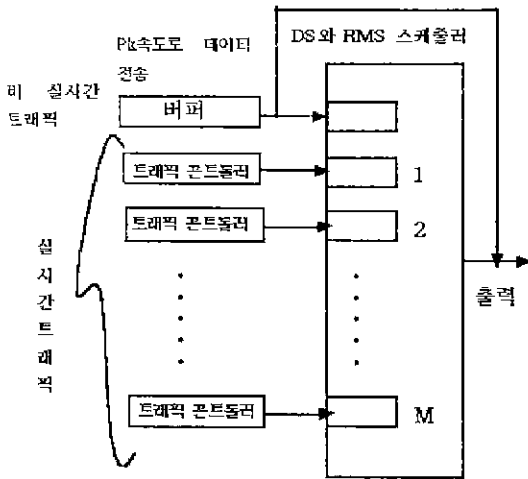 Pk속도로 데이터
전송
DS와 RMS 스케줄러
비 실시간
트래픽
버퍼
트래픽 콘트롤러
1
트래픽 콘트롤러
2
실
시
간
트
래
픽
출력
트래픽 콘트롤러
M